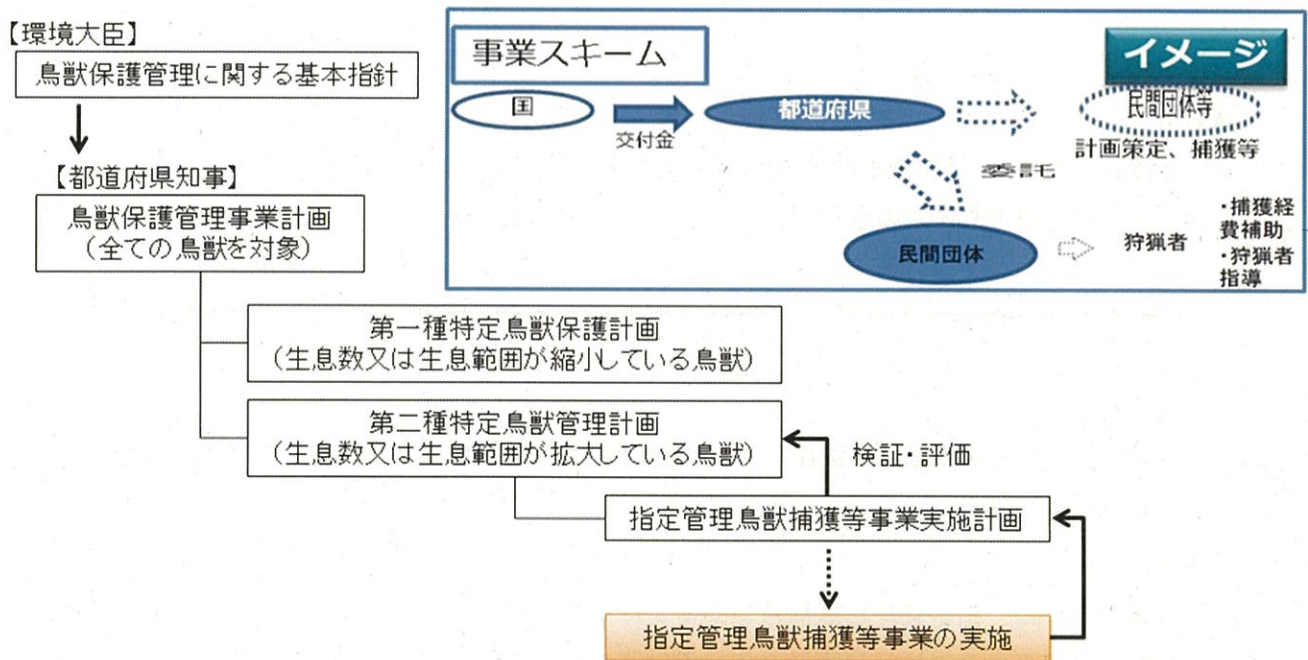 【環境大臣】
鳥獣保護管理に関する基本指針
【都道府県知事】
鳥獣保護管理事業計画
(全ての鳥獣を対象)
第一種特定鳥獣保護計画
(生息数又は生息範囲が縮小している鳥獣)
第二種特定鳥獣管理計画
(生息数又は生息範囲が拡大している鳥獣)
検証・評価
指定管理鳥獣捕獲等事業実施計画
指定管理鳥獣捕獲等事業の実施
事業スキーム
イメージ
国
交付金
都道府県
民間団体等
計画策定、捕獲等
委託
民間団体
狩猟者
・捕獲経
費補助
・狩猟者
指導